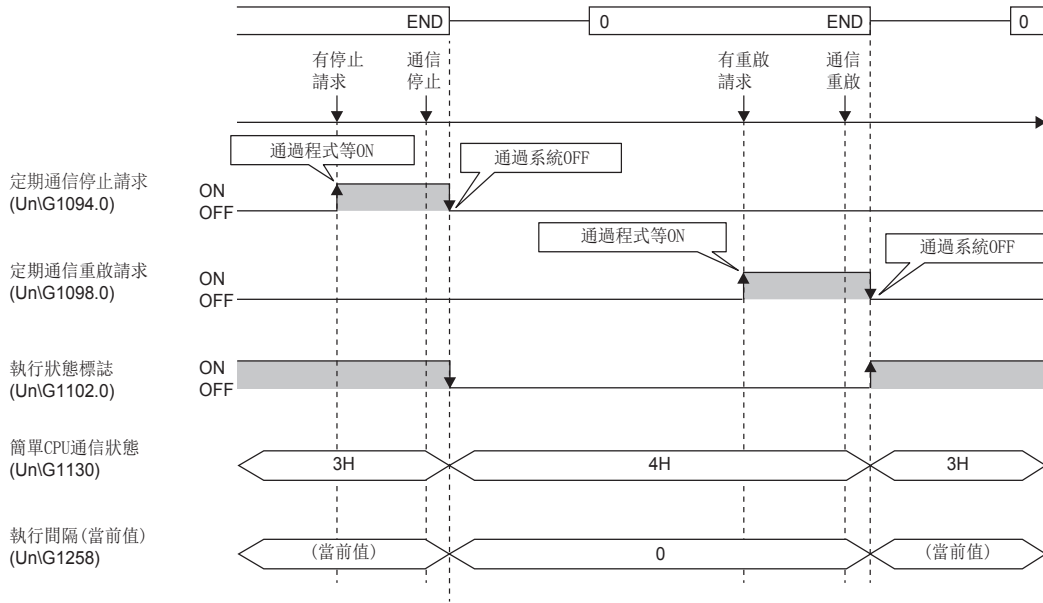 END
0
END
0
有停止
請求
通信
停止
有重啟
請求
通信
重啟
通過程式等ON
通過系統OFF
定期通信停止請求
(Un\G1094.0)
ON
OFF
通過程式等ON
通過系統OFF
定期通信重啟請求
(Un\G1098.0)
ON
OFF
執行狀態標誌
(Un\G1102.0)
ON
OFF
簡單CPU通信狀態
(Un\G1130)
3H
4H
3H
執行間隔(當前值)
(Un\G1258)
(當前值)
0
(當前值)